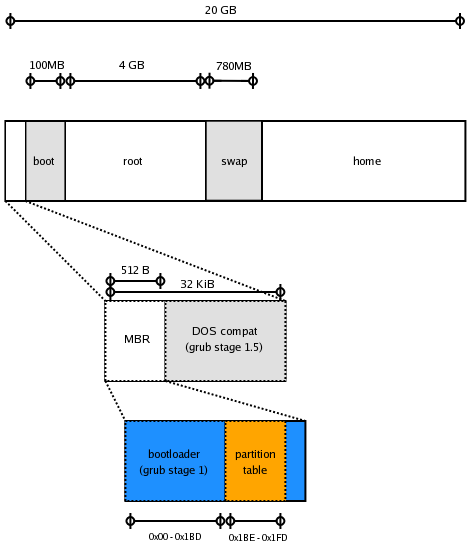 20 GB
100MB
4 GB
780MB
boot
root
swap
home
512 B
32 KiB
MBR
DOS compat
(grub stage 1.5)
bootloader
(grub stage 1)
partition
table
0x00-0x1BD
0x1BE-0x1FD